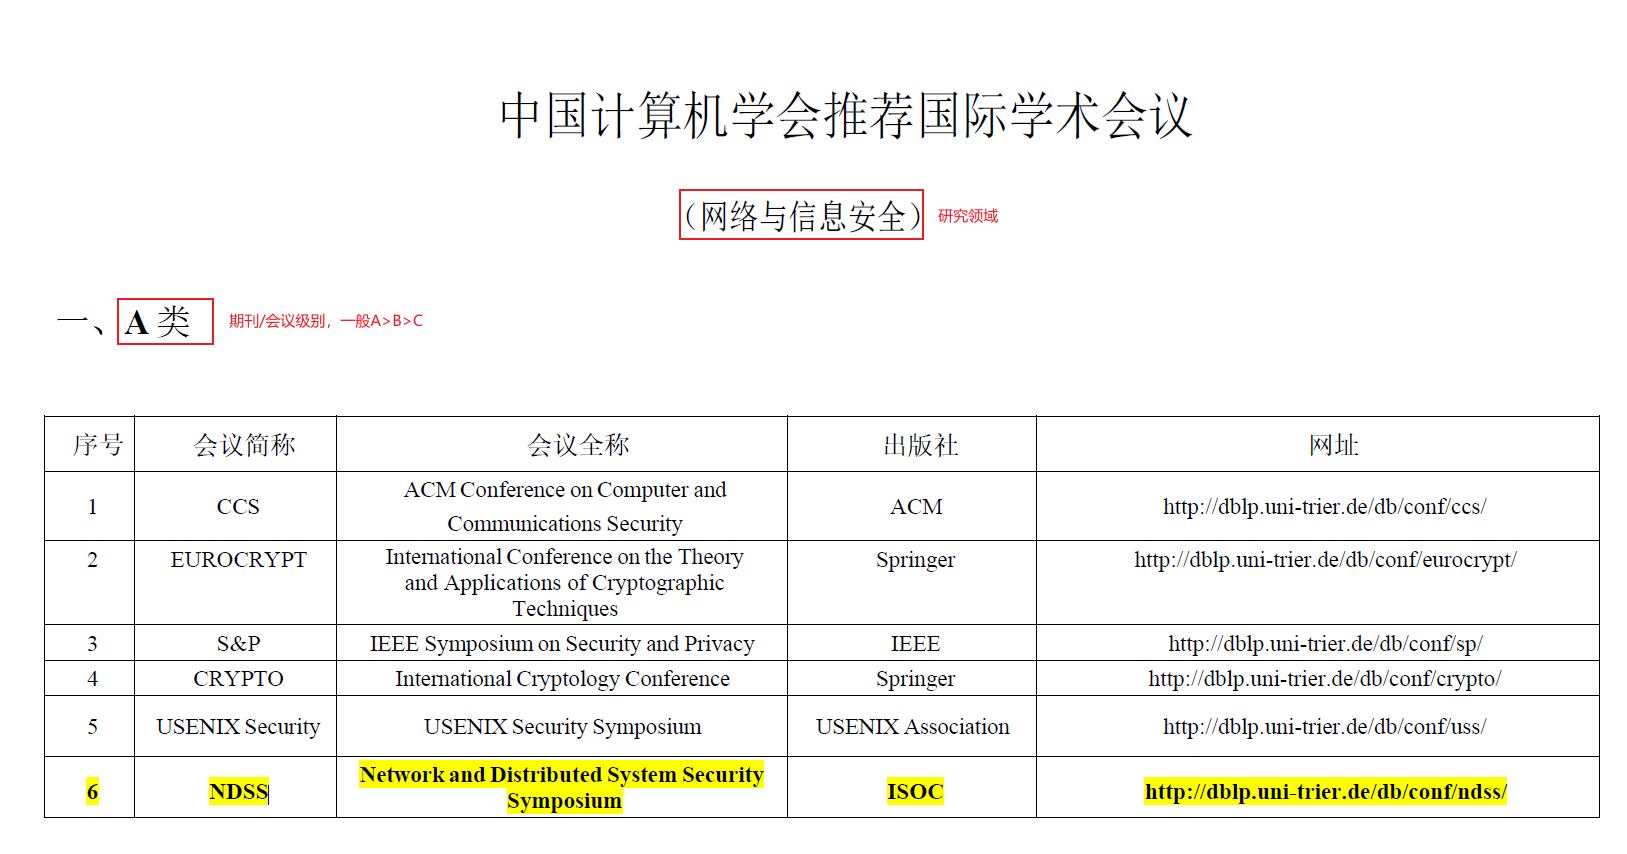 中国计算机学会推荐国际学术会议
（网络与信息安全） 研究领域
一、A 类 期刊/会议级别，一般A>B>C
序号 会议简称 会议全称 出版社 网址
1 CCS ACM Conference on Computer and
Communications Security ACM http://dblp.uni-trier.de/db/conf/ccs/
2 EUROCRYPT International Conference on the Theory
and Applications of Cryptographic
Techniques Springer http://dblp.uni-trier.de/db/conf/eurocrypt/
3 S&P IEEE Symposium on Security and Privacy IEEE http://dblp.uni-trier.de/db/conf/sp/
4 CRYPTO International Cryptology Conference Springer http://dblp.uni-trier.de/db/conf/crypto/
5 USENIX Security USENIX Security Symposium USENIX Association http://dblp.uni-trier.de/db/conf/uss/
6 NDSS Network and Distributed System Security
Symposium ISOC http://dblp.uni-trier.de/db/conf/ndss/